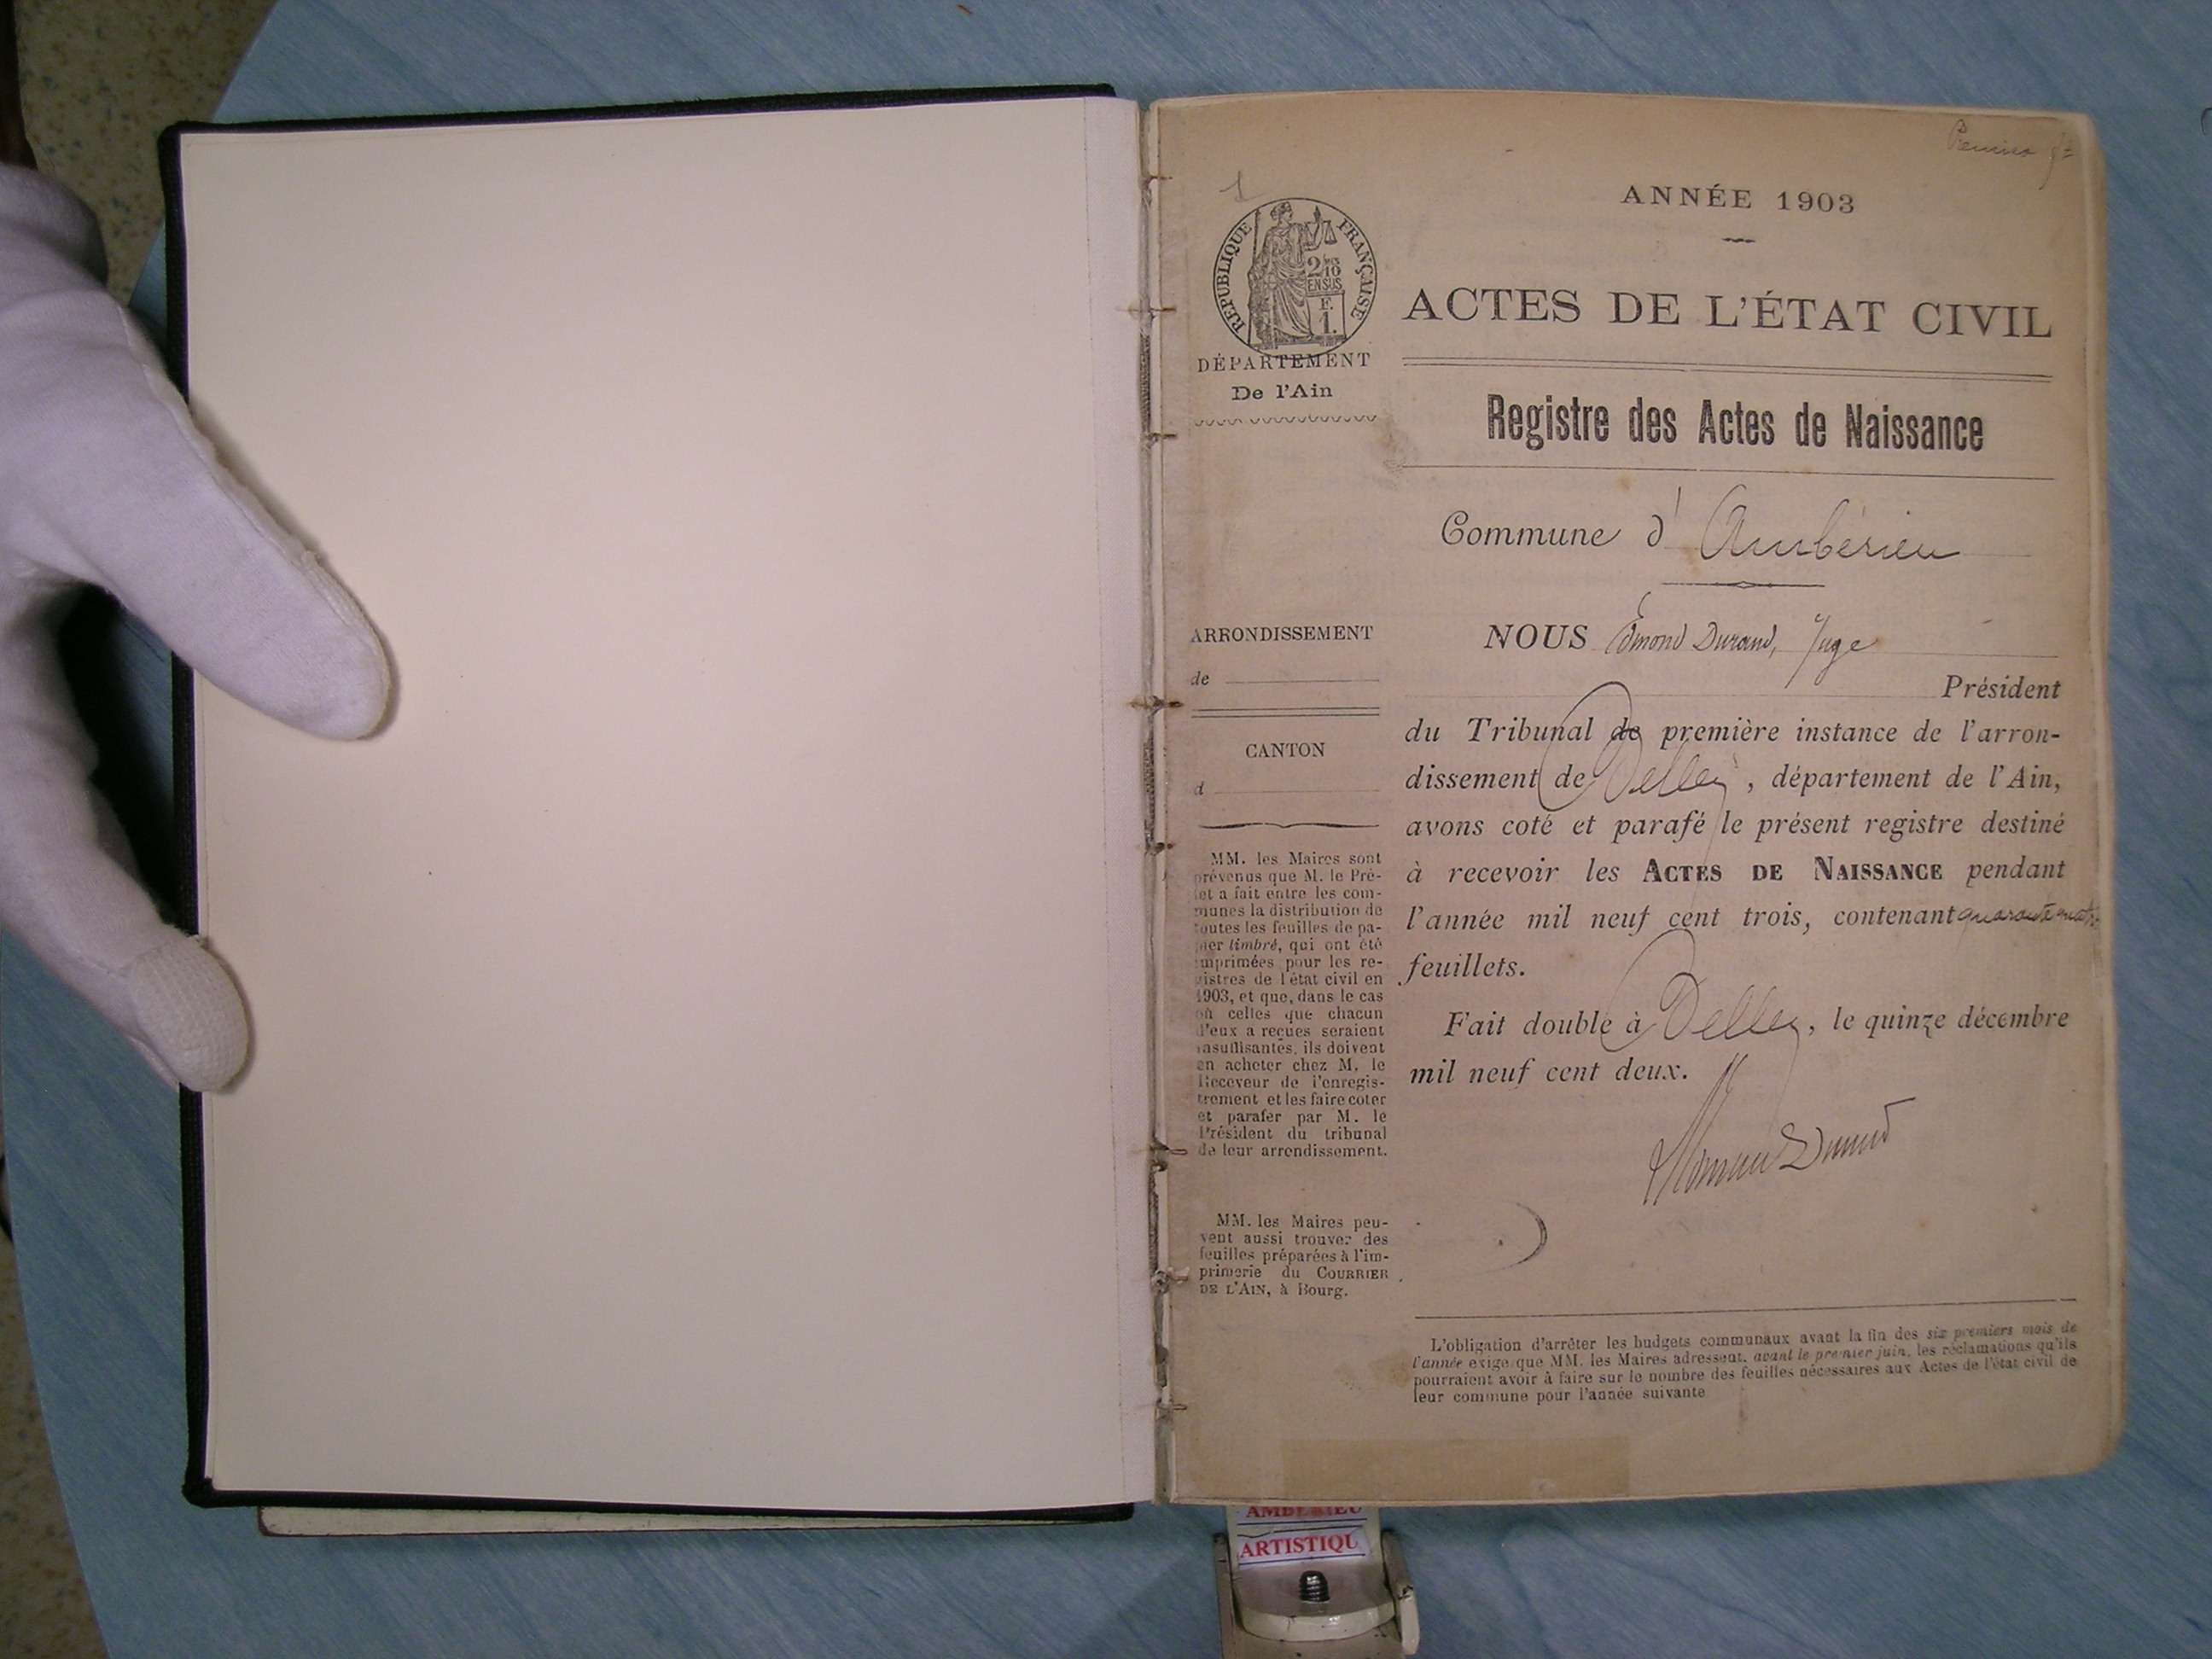 Premier
1
ANNÉE 1903
RÉPUBLIQUE FRANÇAISE
2/10
EN SUS
F.
1.
ACTES DE L'ÉTAT CIVIL
DÉPARTEMENT
De l'Ain
Registre des Actes de Naissance
Commune d' Ambérieu
ARRONDISSEMENT
de
CANTON
d
MM. les Maires sont
prévenus que M. le Pré-
fet a fait entre les com-
munes la distribution de
toutes les feuilles de pa-
pier timbré, qui ont été
imprimées pour les re-
gistres de l'état civil en
1903, et que, dans le cas
où celles que chacun
d'eux a reçues seraient
insuffisantes, ils doivent
en acheter chez M. le
Receveur de l'enregis-
trement et les faire coter
et parafer par M. le
Président du tribunal
de leur arrondissement.
MM. les Maires peu-
vent aussi trouver des
feuilles préparées à l'im-
primerie du COURRIER
DE L'AIN, à Bourg.
NOUS Edmond Durand, Juge
Président
du Tribunal de première instance de l'arron-
dissement de Belley, département de l'Ain,
avons coté et parafé le présent registre destiné
à recevoir les ACTES DE NAISSANCE pendant
l'année mil neuf cent trois, contenant quarante quatre
feuillets.
Fait double à Belley, le quinze décembre
mil neuf cent deux.
Durand
L'obligation d'arrêter les budgets communaux avant la fin des six premiers mois de
l'année exige que MM. les Maires adressent, avant le premier juin, les réclamations qu'ils
pourraient avoir à faire sur le nombre des feuilles nécessaires aux Actes de l'état civil de
leur commune pour l'année suivante
AMBERIEU
ARTISTIQU